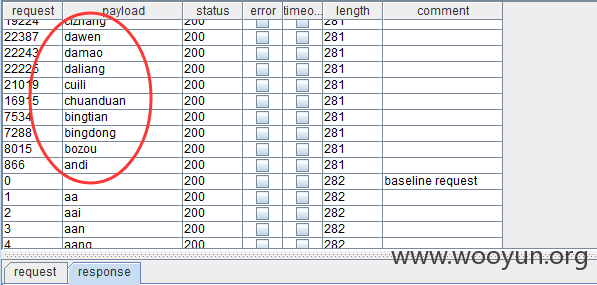 request payload status error timeo... length comment
19224 cizhang 200 281
22387 dawen 200 281
22243 damao 200 281
22225 daliang 200 281
21019 cuili 200 281
16915 chuanduan 200 281
7534 bingtian 200 281
7288 bingdong 200 281
8015 bozou 200 281
866 andi 200 281
0 200 282 baseline request
1 aa 200 282
2 aai 200 282
3 aan 200 282
4 aang 200 282
www.wooyun.org
request response